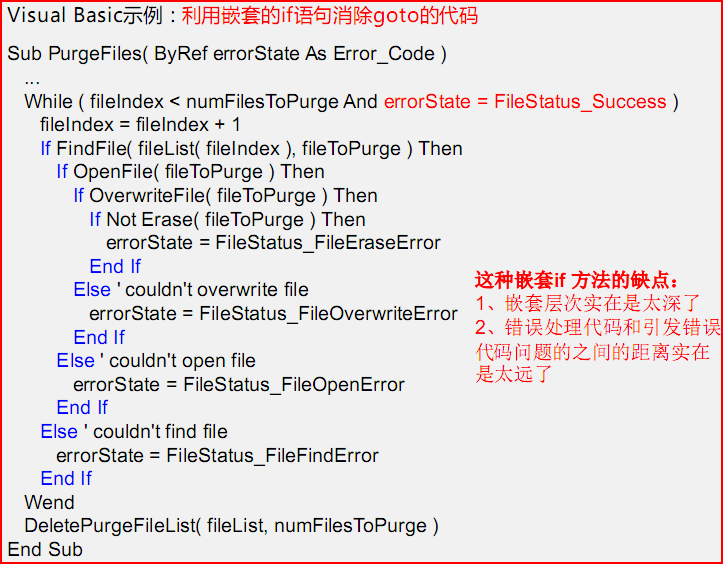 Visual Basic示例：利用嵌套的if语句消除goto的代码
Sub PurgeFiles( ByRef errorState As Error_Code )
...
While ( fileIndex < numFilesToPurge And errorState = FileStatus_Success )
fileIndex = fileIndex + 1
If FindFile( fileList( fileIndex ), fileToPurge ) Then
If OpenFile( fileToPurge ) Then
If OverwriteFile( fileToPurge ) Then
If Not Erase( fileToPurge ) Then
errorState = FileStatus_FileEraseError
End If
Else ' couldn't overwrite file
errorState = FileStatus_FileOverwriteError
End If
Else ' couldn't open file
errorState = FileStatus_FileOpenError
End If
Else ' couldn't find file
errorState = FileStatus_FileFindError
End If
Wend
DeletePurgeFileList( fileList, numFilesToPurge )
End Sub
这种嵌套if 方法的缺点：
1、嵌套层次实在是太深了
2、错误处理代码和引发错误
代码问题的之间的距离实在
是太远了